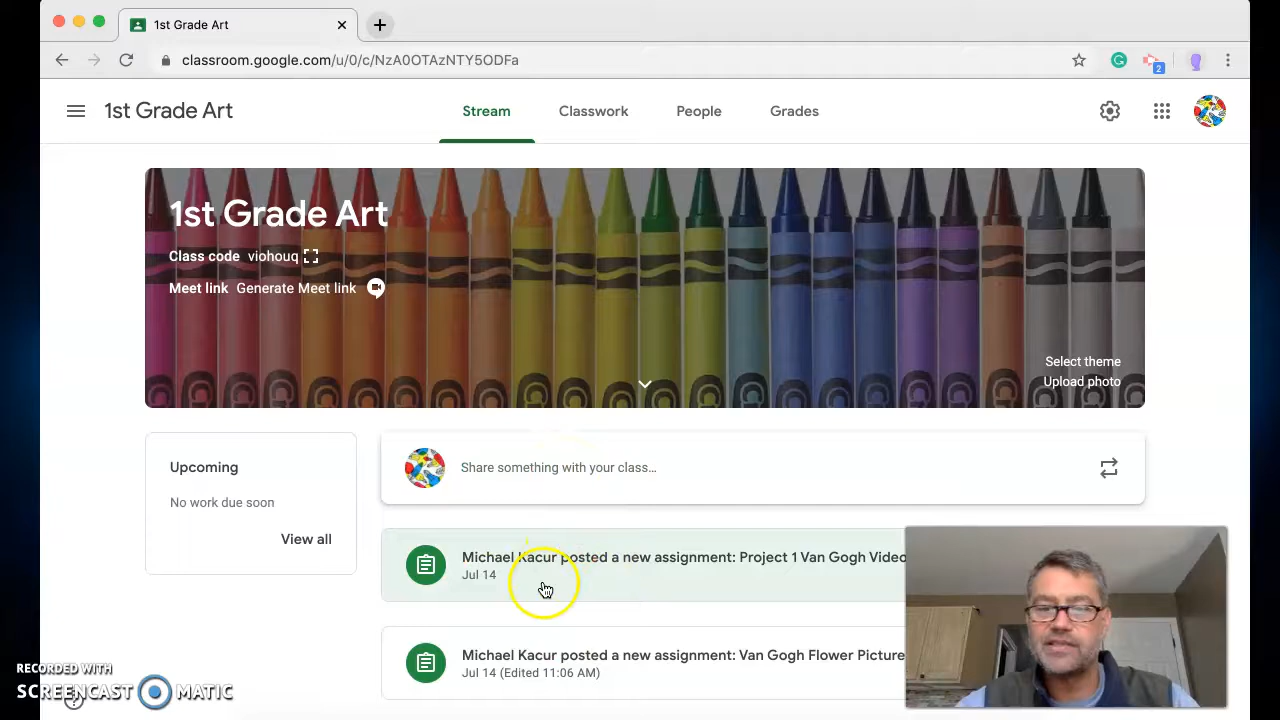 1st Grade Art
classroom.google.com/u/0/c/NzA0OTAzNTY5ODFa
2
1st Grade Art
Stream
Classwork
People
Grades
1st Grade Art
Class code viohouq
Meet link Generate Meet link
Select theme
Upload photo
Upcoming
No work due soon
View all
Share something with your class...
Michael Kacur posted a new assignment: Project 1 Van Gogh Video
Jul 14
Michael Kacur posted a new assignment: Van Gogh Flower Picture
Jul 14 (Edited 11:06 AM)
RECORDED WITH
SCREENCAST MATIC